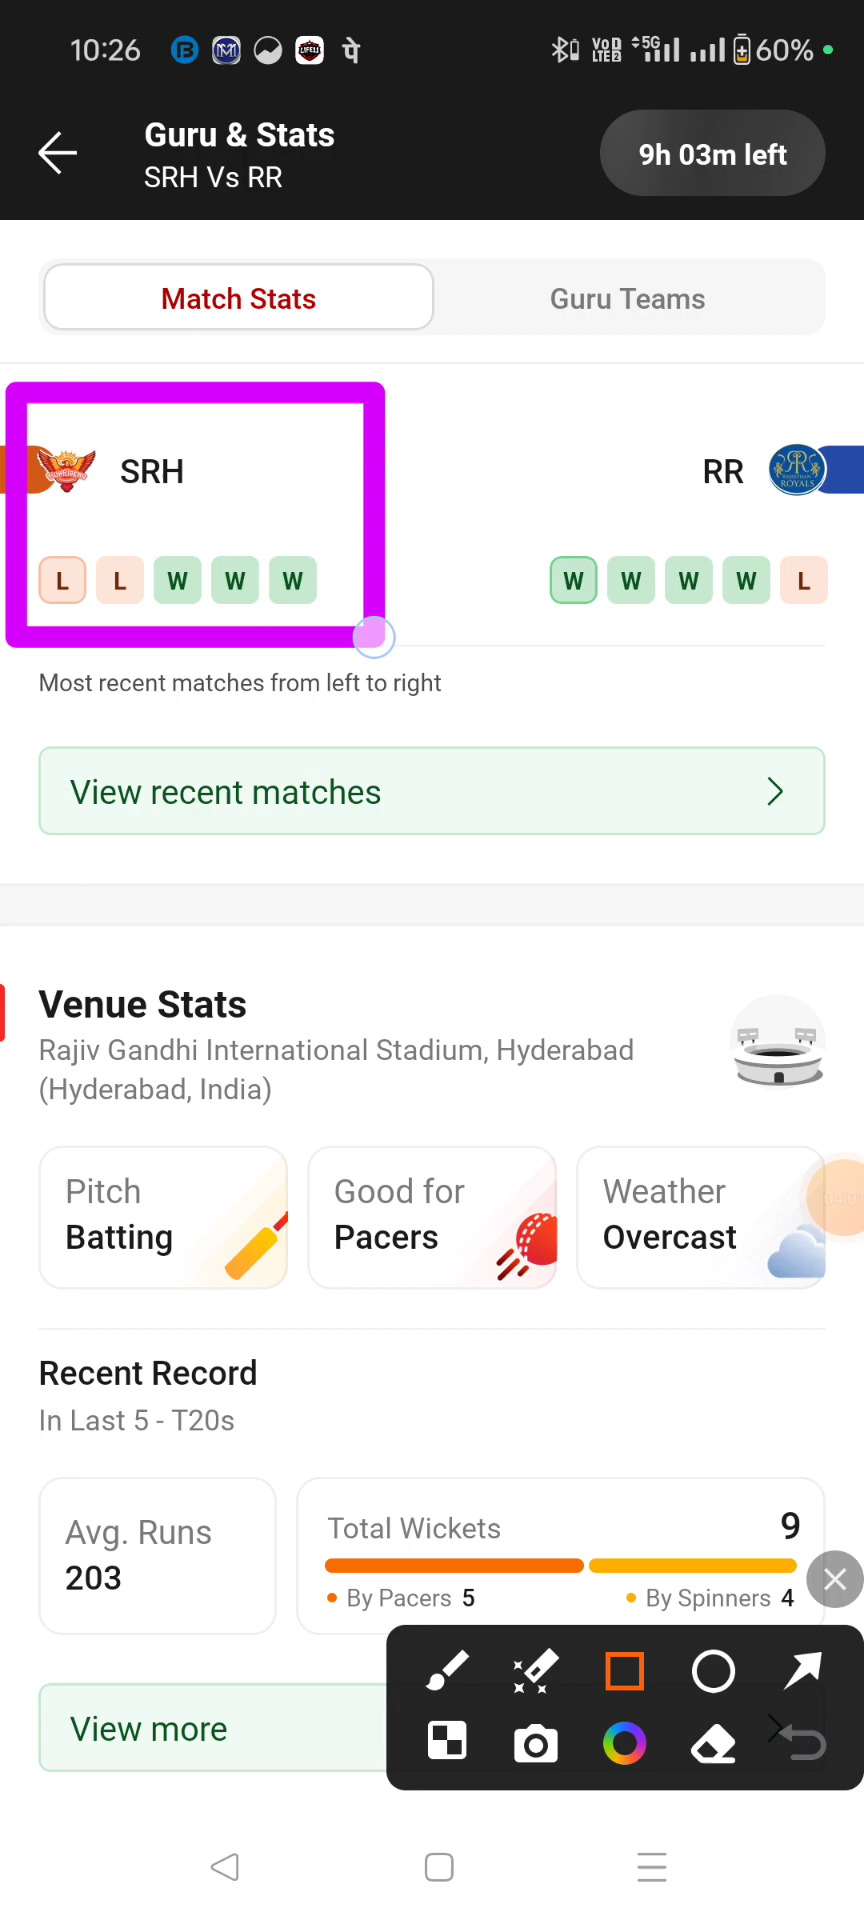 10:26
पे
VoD LTE2
5G
60%
Guru & Stats
SRH Vs RR
9h 03m left
Match Stats
Guru Teams
SRH
RR
L L W W W
W W W W L
Most recent matches from left to right
View recent matches
Venue Stats
Rajiv Gandhi International Stadium, Hyderabad
(Hyderabad, India)
Pitch
Batting
Good for
Pacers
Weather
Overcast
Recent Record
In Last 5 - T20s
Avg. Runs
203
Total Wickets
9
By Pacers 5
By Spinners 4
View more